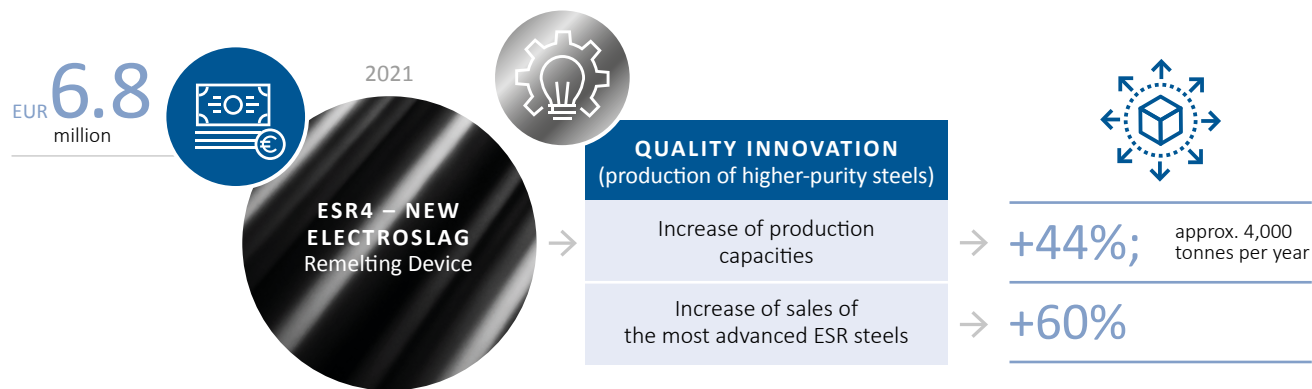 EUR 6.8
million
2021
ESR4 – NEW
ELECTROSLAG
Remelting Device
QUALITY INNOVATION
(production of higher-purity steels)
Increase of production
capacities
+44%;
approx. 4,000
tonnes per year
Increase of sales of
the most advanced ESR steels
+60%